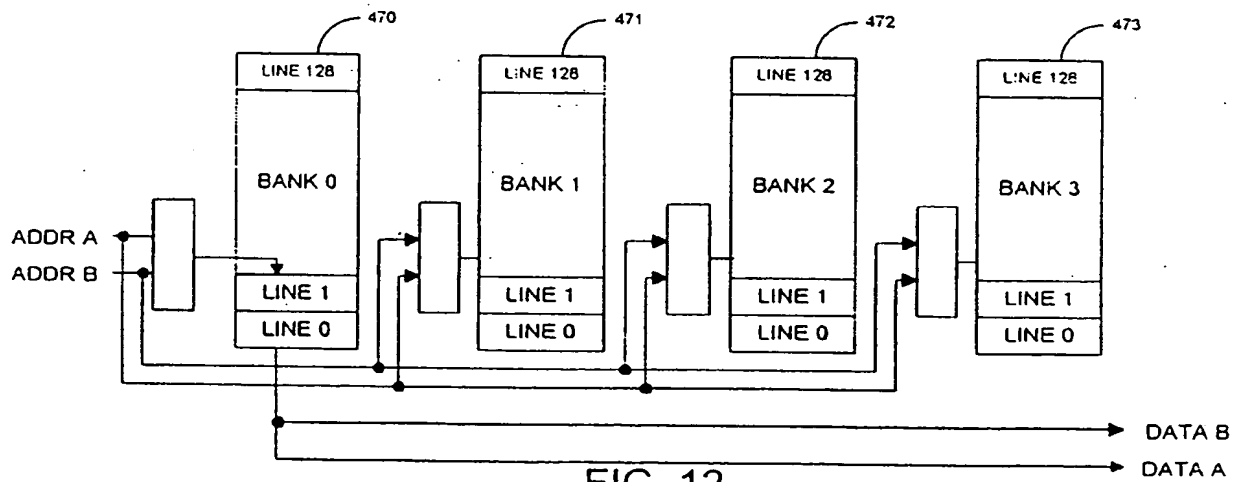 470
471
472
473
LINE 128
LINE 128
LINE 128
LINE 128
BANK 0
BANK 1
BANK 2
BANK 3
ADDR A
ADDR B
LINE 1
LINE 1
LINE 1
LINE 1
LINE 0
LINE 0
LINE 0
LINE 0
DATA B
DATA A
FIG. 12